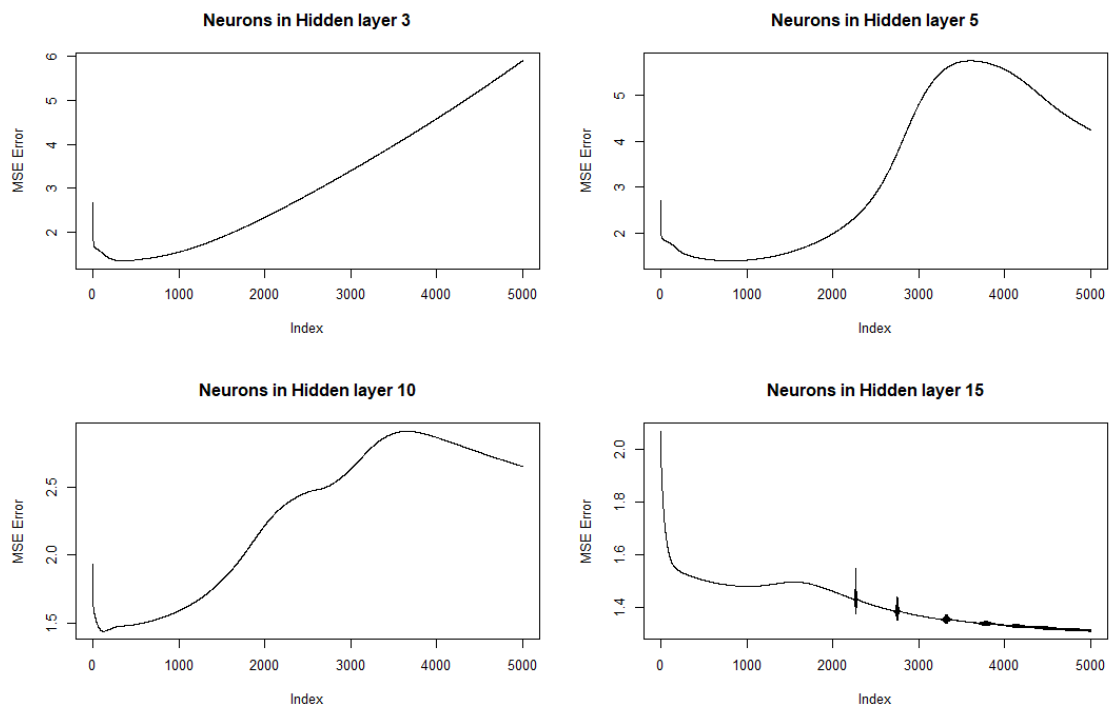 Neurons in Hidden layer 3
MSE Error
6
5
4
3
2
0 1000 2000 3000 4000 5000
Index
Neurons in Hidden layer 5
MSE Error
5
4
3
2
0 1000 2000 3000 4000 5000
Index
Neurons in Hidden layer 10
MSE Error
2.5
2.0
1.5
0 1000 2000 3000 4000 5000
Index
Neurons in Hidden layer 15
MSE Error
2.0
1.8
1.6
1.4
0 1000 2000 3000 4000 5000
Index